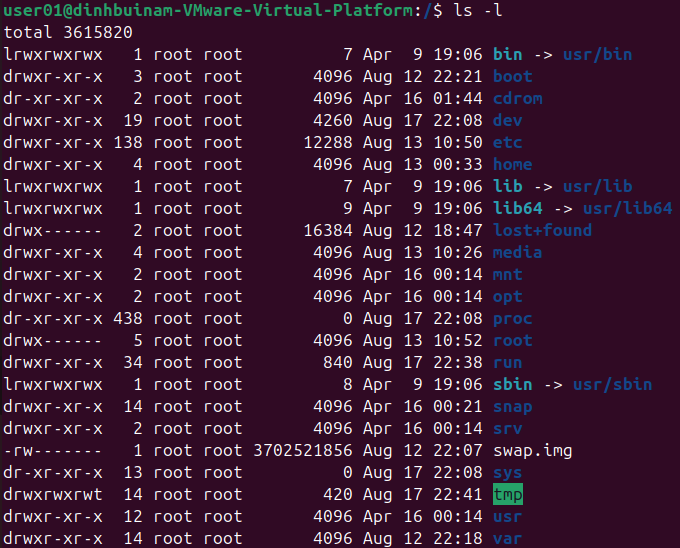 user01@dinhbuinam-VMware-Virtual-Platform:/$ ls -l
total 3615820
lrwxrwxrwx   1 root root          7 Apr  9 19:06 bin -> usr/bin
drwxr-xr-x   3 root root       4096 Aug 12 22:21 boot
dr-xr-xr-x   2 root root       4096 Apr 16 01:44 cdrom
drwxr-xr-x  19 root root       4260 Aug 17 22:08 dev
drwxr-xr-x 138 root root      12288 Aug 13 10:50 etc
drwxr-xr-x   4 root root       4096 Aug 13 00:33 home
lrwxrwxrwx   1 root root          7 Apr  9 19:06 lib -> usr/lib
lrwxrwxrwx   1 root root          9 Apr  9 19:06 lib64 -> usr/lib64
drwx------   2 root root      16384 Aug 12 18:47 lost+found
drwxr-xr-x   4 root root       4096 Aug 13 10:26 media
drwxr-xr-x   2 root root       4096 Apr 16 00:14 mnt
drwxr-xr-x   2 root root       4096 Apr 16 00:14 opt
dr-xr-xr-x 438 root root          0 Aug 17 22:08 proc
drwx------   5 root root       4096 Aug 13 10:52 root
drwxr-xr-x  34 root root        840 Aug 17 22:38 run
lrwxrwxrwx   1 root root          8 Apr  9 19:06 sbin -> usr/sbin
drwxr-xr-x  14 root root       4096 Apr 16 00:21 snap
drwxr-xr-x   2 root root       4096 Apr 16 00:14 srv
-rw-------   1 root root 3702521856 Aug 12 22:07 swap.img
dr-xr-xr-x  13 root root          0 Aug 17 22:08 sys
drwxrwxrwt  14 root root        420 Aug 17 22:41 tmp
drwxr-xr-x  12 root root       4096 Apr 16 00:14 usr
drwxr-xr-x  14 root root       4096 Aug 12 22:18 var